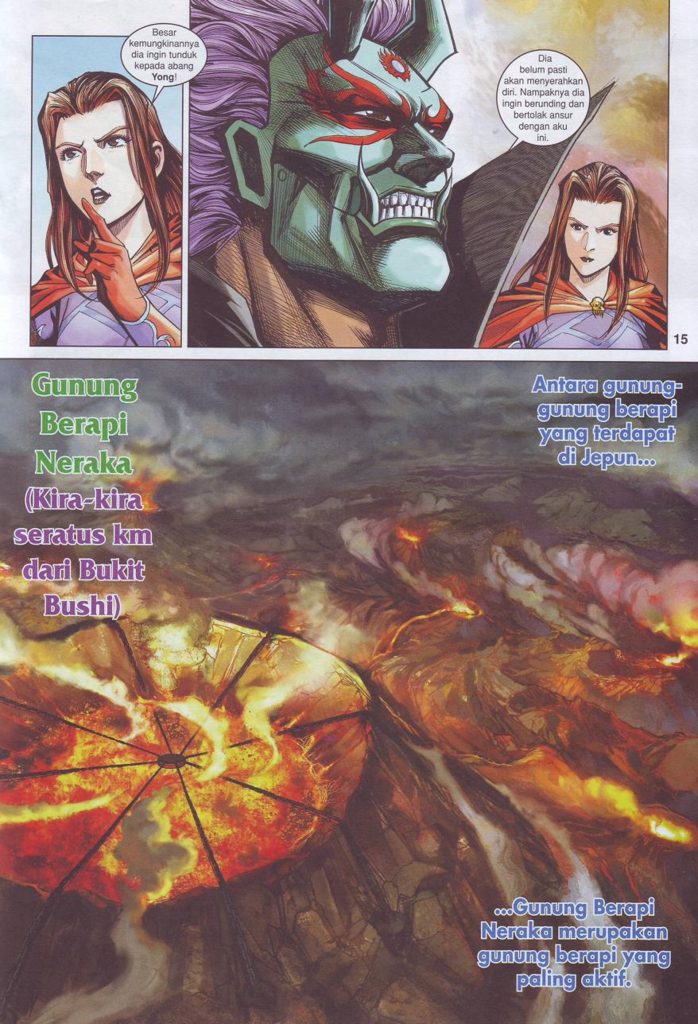 Besar
kemungkinannya
dia ingin tunduk
kepada abang
Yong!
Dia
belum pasti
akan menyerahkan
diri. Nampaknya dia
ingin berunding dan
bertolak ansur
dengan aku
ini.
15
Gunung
Berapi
Neraka
(Kira-kira
seratus km
dari Bukit
Bushi)
Antara gunung-
gunung berapi
yang terdapat
di Jepun...
...Gunung Berapi
Neraka merupakan
gunung berapi yang
paling aktif.